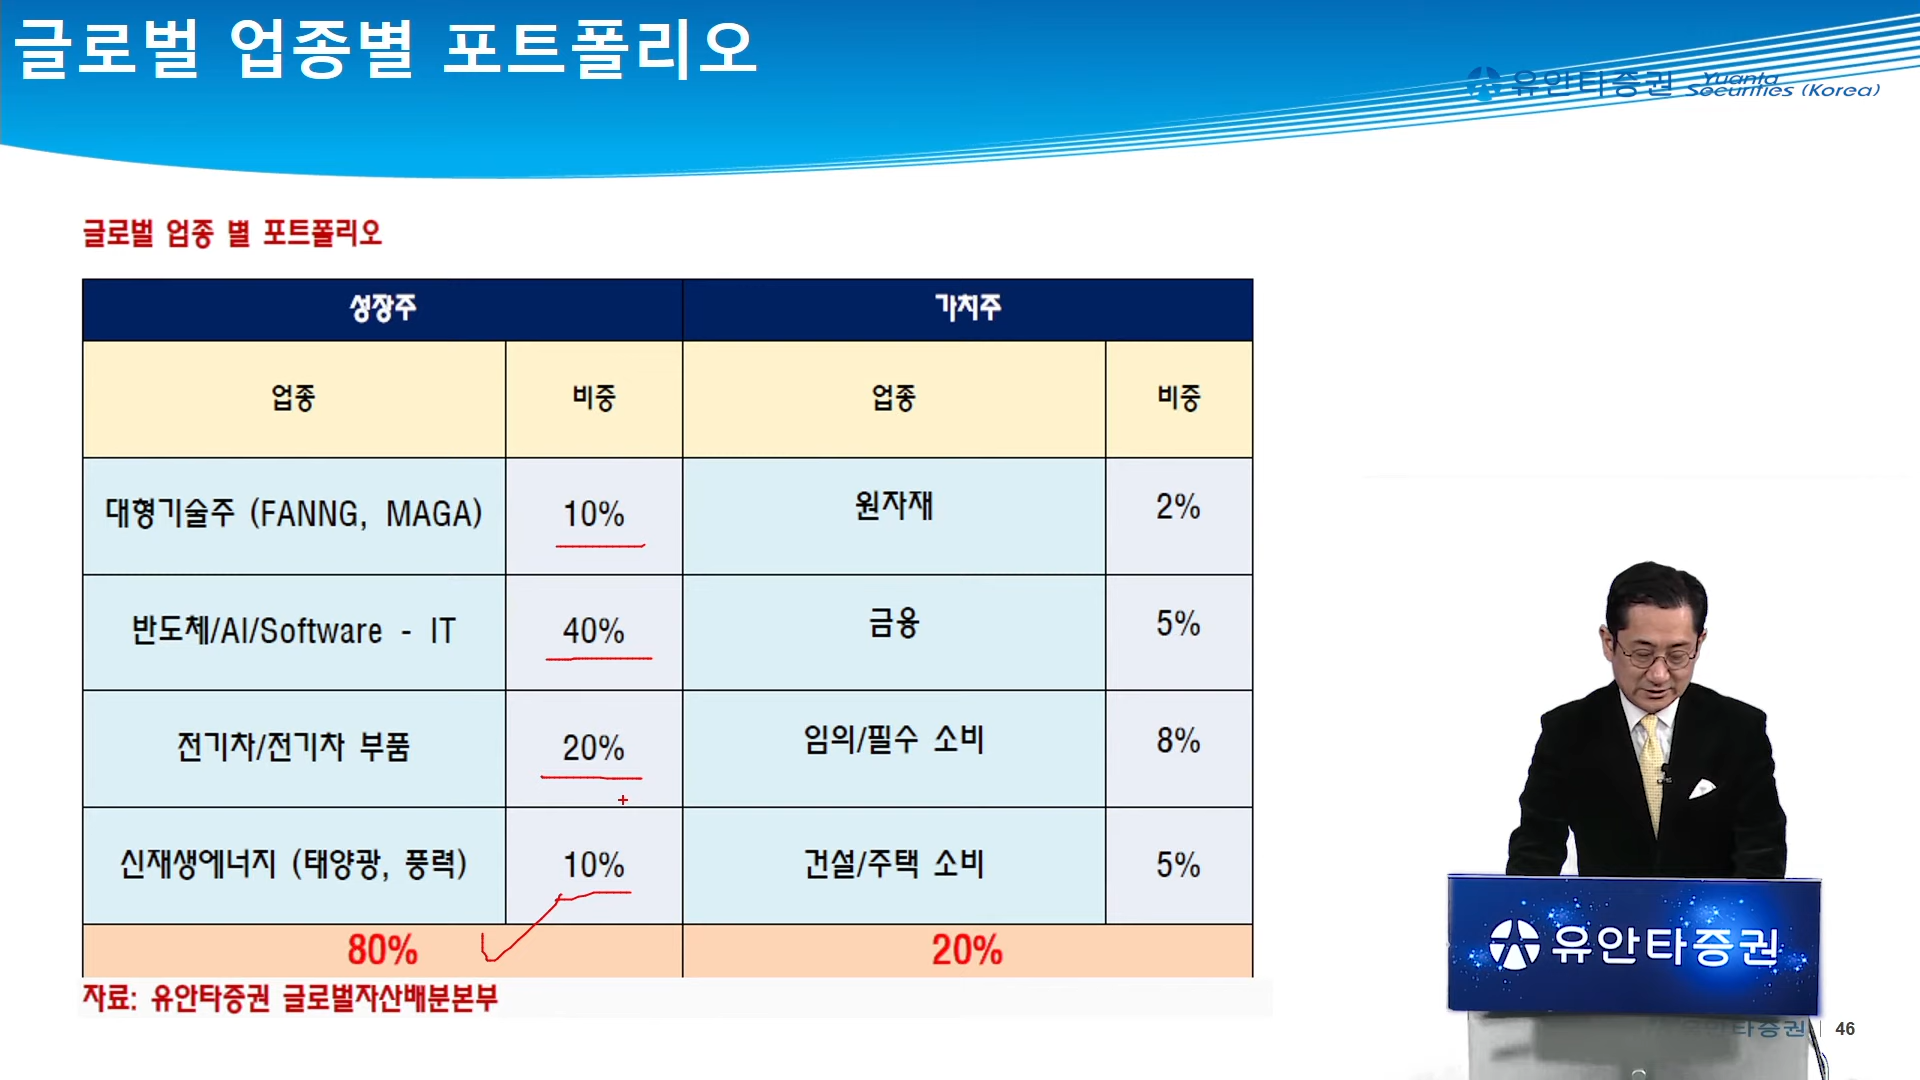 글로벌 업종별 포트폴리오
유안타증권 Yuanta Securities (Korea)
글로벌 업종 별 포트폴리오
성장주 가치주
업종 비중 업종 비중
대형기술주 (FANNG, MAGA) 10% 원자재 2%
반도체/AI/Software - IT 40% 금융 5%
전기차/전기차 부품 20% 임의/필수 소비 8%
신재생에너지 (태양광, 풍력) 10% 건설/주택 소비 5%
80% 20%
자료: 유안타증권 글로벌자산배분본부
유안타증권
유안타증권 46